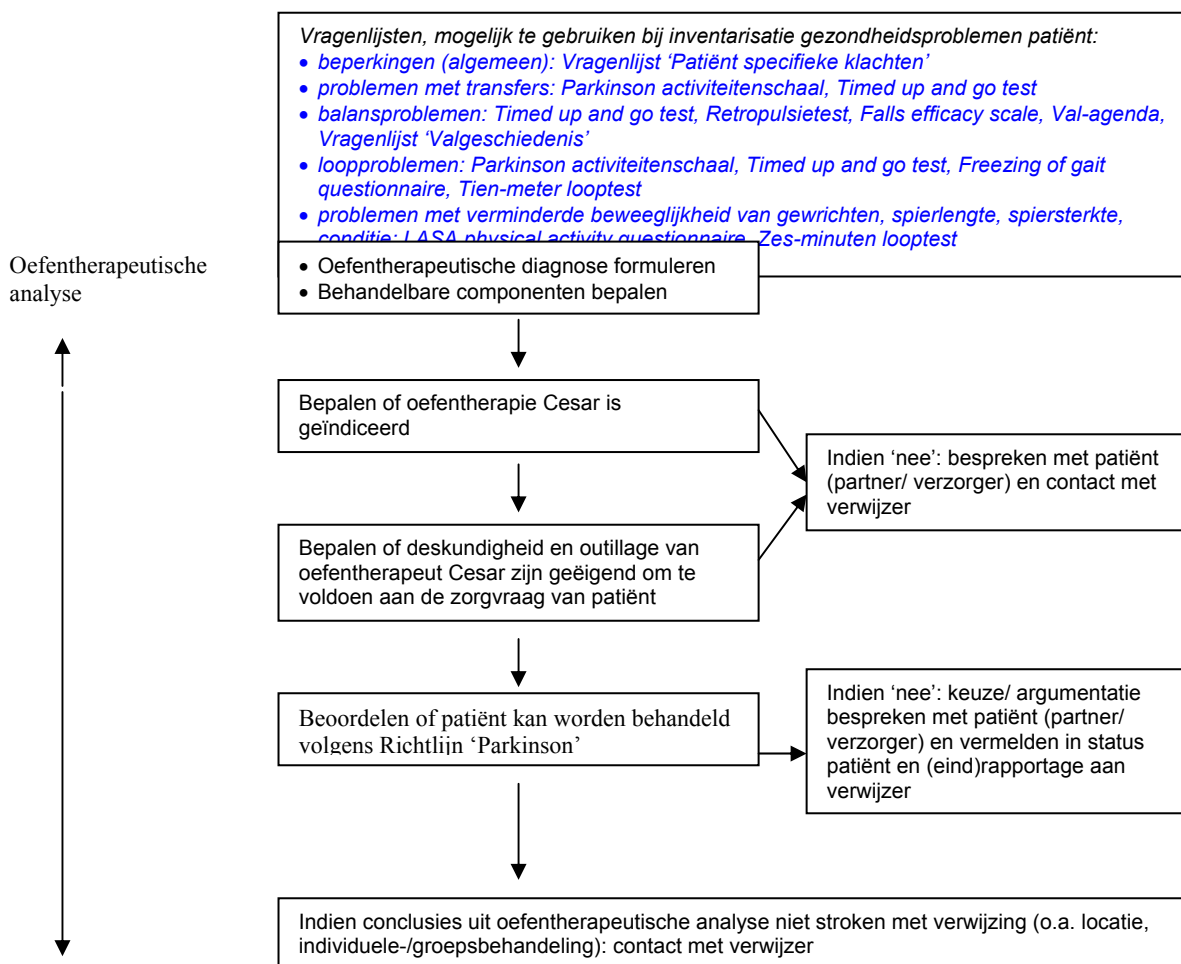 Vragenlijsten, mogelijk te gebruiken bij inventarisatie gezondheidsproblemen patiënt:
• beperkingen (algemeen): Vragenlijst ‘Patiënt specifieke klachten’
• problemen met transfers: Parkinson activiteitenschaal, Timed up and go test
• balansproblemen: Timed up and go test, Retropulsietest, Falls efficacy scale, Val-agenda,
Vragenlijst ‘Valgeschiedenis’
• loopproblemen: Parkinson activiteitenschaal, Timed up and go test, Freezing of gait
questionnaire, Tien-meter looptest
• problemen met verminderde beweeglijkheid van gewrichten, spierlengte, spiersterkte,
conditie: LASA physical activity questionnaire, Zes-minuten looptest
Oefentherapeutische
analyse
• Oefentherapeutische diagnose formuleren
• Behandelbare componenten bepalen
Bepalen of oefentherapie Cesar is
geïndiceerd
Indien ‘nee’: bespreken met patiënt
(partner/ verzorger) en contact met
verwijzer
Bepalen of deskundigheid en outillage van
oefentherapeut Cesar zijn geëigend om te
voldoen aan de zorgvraag van patiënt
Beoordelen of patiënt kan worden behandeld
volgens Richtlijn ‘Parkinson’
Indien ‘nee’: keuze/ argumentatie
bespreken met patiënt (partner/
verzorger) en vermelden in status
patiënt en (eind)rapportage aan
verwijzer
Indien conclusies uit oefentherapeutische analyse niet stroken met verwijzing (o.a. locatie,
individuele-/groepsbehandeling): contact met verwijzer